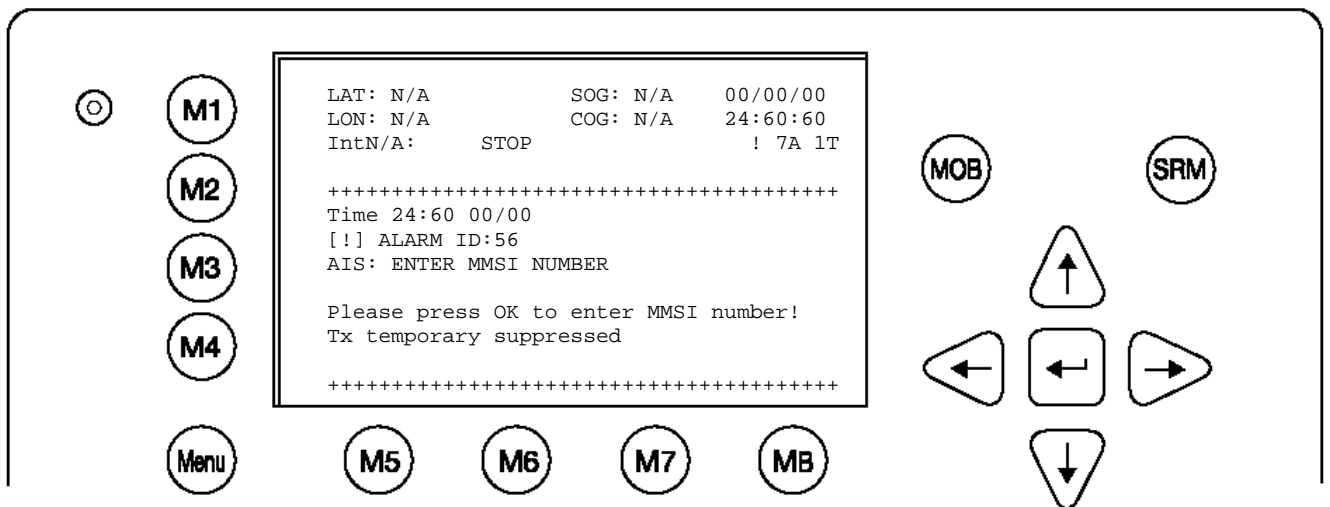 LAT: N/A SOG: N/A 00/00/00
LON: N/A COG: N/A 24:60:60
IntN/A: STOP ! 7A 1T
++++++++++++++++++++++++++++++++++++++++
Time 24:60 00/00
[!] ALARM ID:56
AIS: ENTER MMSI NUMBER
Please press OK to enter MMSI number!
Tx temporary suppressed
++++++++++++++++++++++++++++++++++++++++
M1
M2
M3
M4
Menu M5 M6 M7 MB
MOB SRM